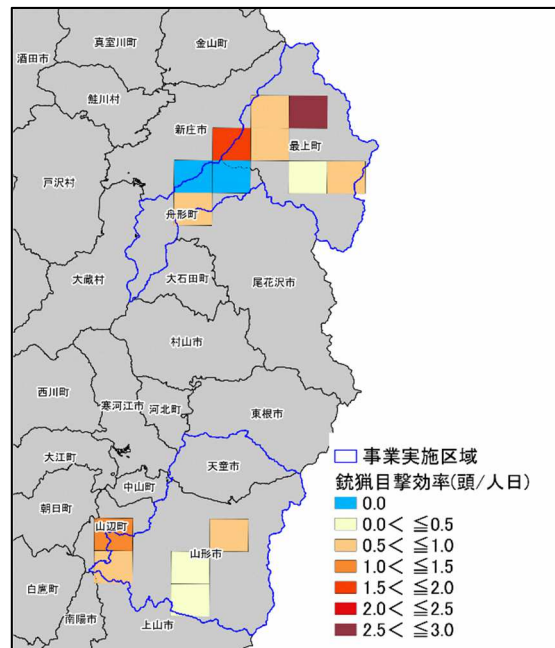 真室川町
金山町
酒田市
鮭川村
新庄市
最上町
戸沢村
舟形町
大蔵村
大石田町
尾花沢市
村山市
西川町
寒河江市
河北町
東根市
大江町
天童市
中山町
朝日町
山辺町
山形市
白鷹町
南陽市
上山市
事業実施区域
銃猟目撃効率(頭/人日)
0.0
0.0< ≦0.5
0.5< ≦1.0
1.0< ≦1.5
1.5< ≦2.0
2.0< ≦2.5
2.5< ≦3.0